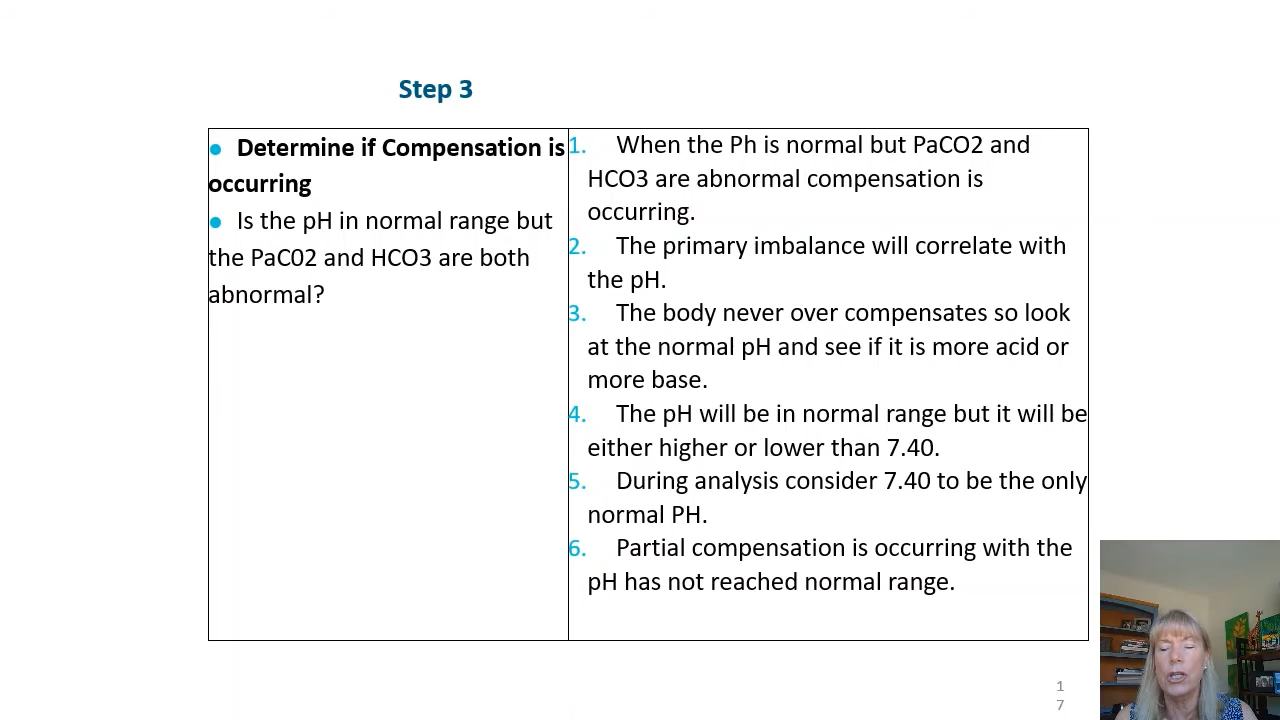 Step 3
● Determine if Compensation is
occurring
● Is the pH in normal range but
the PaC02 and HCO3 are both
abnormal?
1. When the Ph is normal but PaCO2 and
HCO3 are abnormal compensation is
occurring.
2. The primary imbalance will correlate with
the pH.
3. The body never over compensates so look
at the normal pH and see if it is more acid or
more base.
4. The pH will be in normal range but it will be
either higher or lower than 7.40.
5. During analysis consider 7.40 to be the only
normal PH.
6. Partial compensation is occurring with the
pH has not reached normal range.
1
7